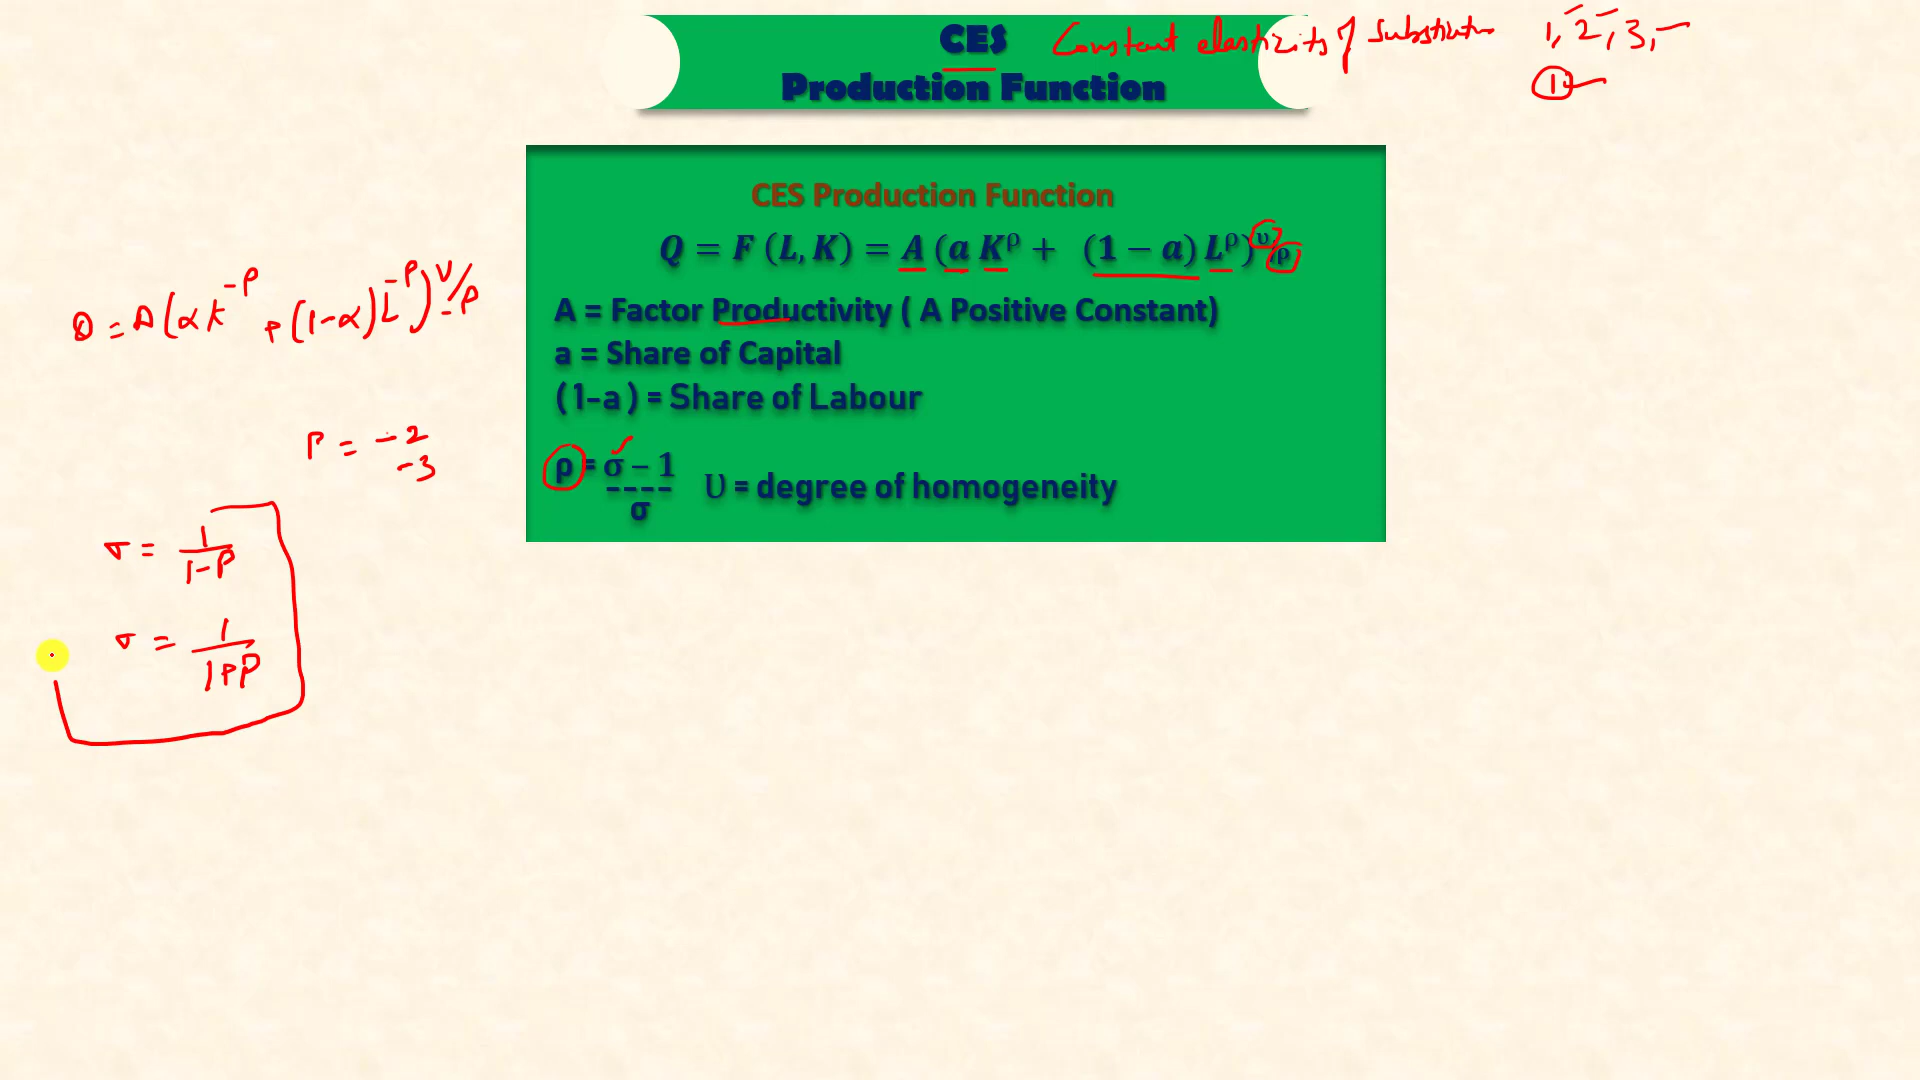 CES
Constant elasticity of substitution 1, 2, 3, —
Production Function
1
CES Production Function
Q = F (L, K) = A (a K^ρ + (1 − a) L^ρ)^υ/ρ
A = Factor Productivity ( A Positive Constant)
a = Share of Capital
(1-a ) = Share of Labour
ρ = σ − 1
----
σ
υ = degree of homogeneity
Q = A (α K^-ρ + (1-α) L^-ρ)^ν/-ρ
ρ = -2
-3
σ = 1/1-ρ
σ = 1/1+ρ